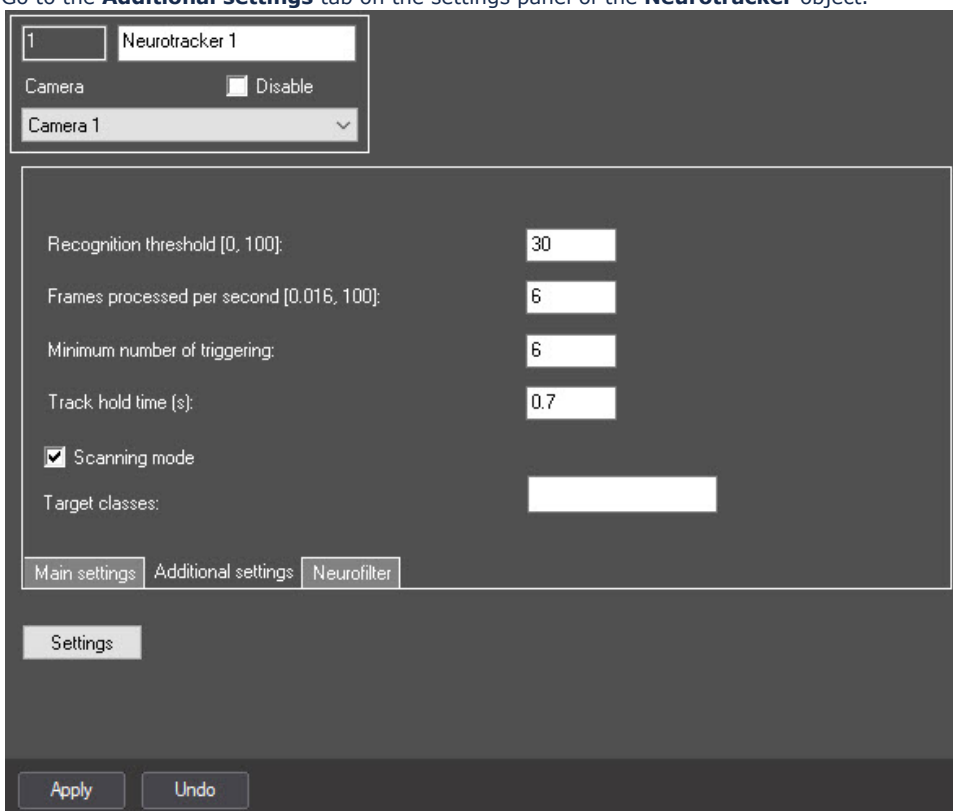 Go to the Additional settings tab on the settings panel of the Neurotracker object.
1 Neurotracker 1
Camera Disable
Camera 1
Recognition threshold [0, 100]: 30
Frames processed per second [0.016, 100]: 6
Minimum number of triggering: 6
Track hold time (s): 0.7
Scanning mode
Target classes:
Main settings Additional settings Neurofilter
Settings
Apply Undo